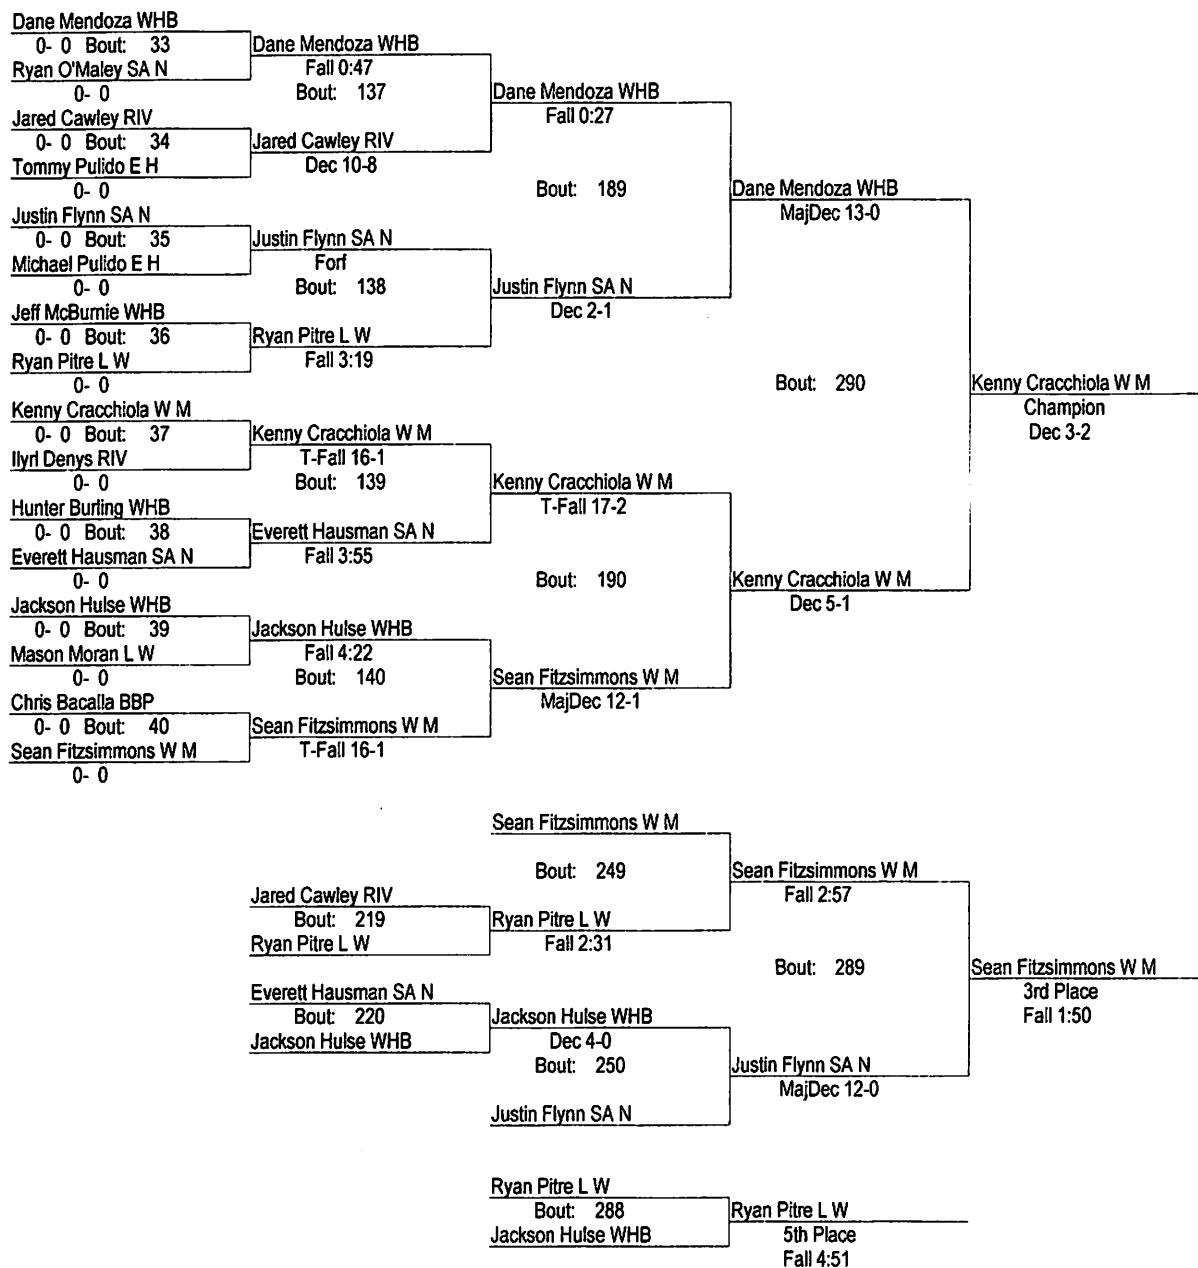 Dane Mendoza WHB
0- 0 Bout: 33
Ryan O'Maley SA N
0- 0
Jared Cawley RIV
0- 0 Bout: 34
Tommy Pulido E H
0- 0
Justin Flynn SA N
0- 0 Bout: 35
Michael Pulido E H
0- 0
Jeff McBurnie WHB
0- 0 Bout: 36
Ryan Pitre L W
0- 0
Kenny Cracchiola W M
0- 0 Bout: 37
Ilyrl Denys RIV
0- 0
Hunter Burling WHB
0- 0 Bout: 38
Everett Hausman SA N
0- 0
Jackson Hulse WHB
0- 0 Bout: 39
Mason Moran L W
0- 0
Chris Bacalla BBP
0- 0 Bout: 40
Sean Fitzsimmons W M
0- 0
Dane Mendoza WHB
Fall 0:47
Bout: 137
Jared Cawley RIV
Dec 10-8
Justin Flynn SA N
Forf
Bout: 138
Ryan Pitre L W
Fall 3:19
Kenny Cracchiola W M
T-Fall 16-1
Bout: 139
Everett Hausman SA N
Fall 3:55
Jackson Hulse WHB
Fall 4:22
Bout: 140
Sean Fitzsimmons W M
T-Fall 16-1
Dane Mendoza WHB
Fall 0:27
Bout: 189
Justin Flynn SA N
Dec 2-1
Kenny Cracchiola W M
T-Fall 17-2
Bout: 190
Sean Fitzsimmons W M
MajDec 12-1
Dane Mendoza WHB
MajDec 13-0
Bout: 290
Kenny Cracchiola W M
Dec 5-1
Kenny Cracchiola W M
Champion
Dec 3-2
Jared Cawley RIV
Bout: 219
Ryan Pitre L W
Everett Hausman SA N
Bout: 220
Jackson Hulse WHB
Sean Fitzsimmons W M
Bout: 249
Ryan Pitre L W
Fall 2:31
Jackson Hulse WHB
Dec 4-0
Bout: 250
Justin Flynn SA N
Sean Fitzsimmons W M
Fall 2:57
Bout: 289
Justin Flynn SA N
MajDec 12-0
Sean Fitzsimmons W M
3rd Place
Fall 1:50
Ryan Pitre L W
Bout: 288
Jackson Hulse WHB
Ryan Pitre L W
5th Place
Fall 4:51